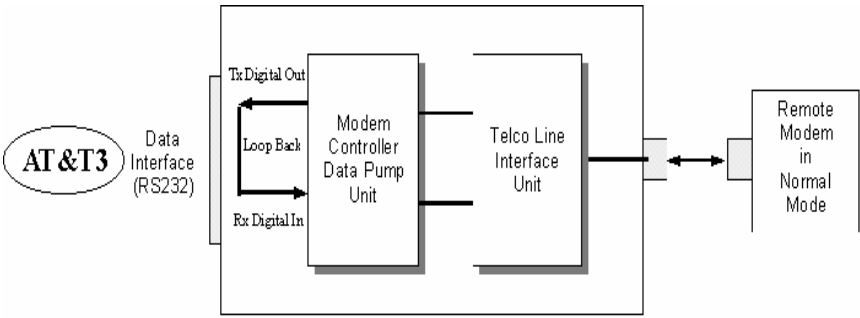 AT&T3
Data
Interface
(RS232)
Tx Digital Out
Loop Back
Rx Digital In
Modem
Controller
Data Pump
Unit
Telco Line
Interface
Unit
Remote
Modem
in
Normal
Mode